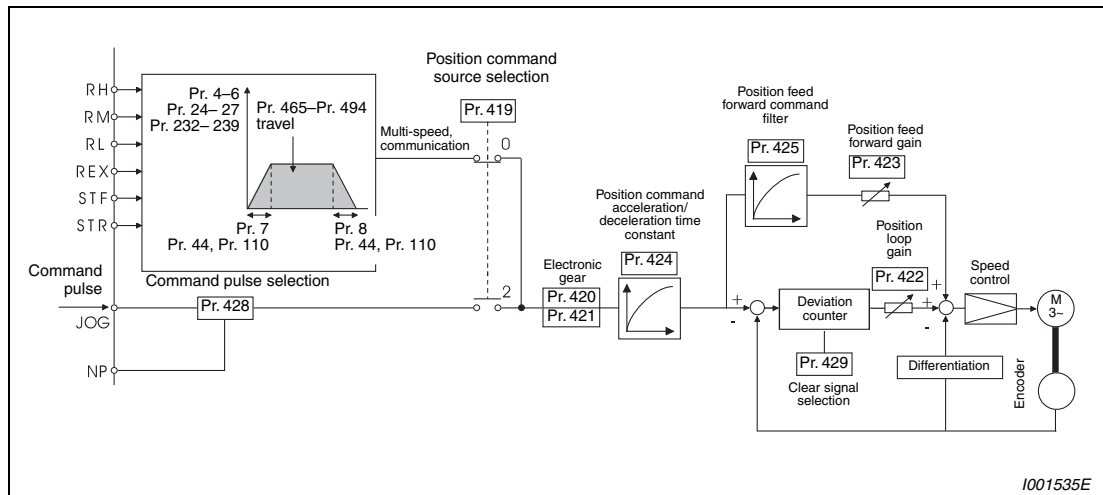 RH
RM
RL
REX
STF
STR
Pr. 4–6
Pr. 24– 27
Pr. 232– 239
Pr. 465–Pr. 494
travel
Pr. 7
Pr. 44, Pr. 110
Pr. 8
Pr. 44, Pr. 110
Multi-speed,
communication
Position command
source selection
Pr. 419
0
2
Command
pulse
JOG
NP
Command pulse selection
Pr. 428
Electronic
gear
Pr. 420
Pr. 421
Position command
acceleration/
deceleration time
constant
Pr. 424
Position feed
forward command
filter
Pr. 425
Position feed
forward gain
Pr. 423
Position
loop
gain
Pr. 422
+
-
Deviation
counter
Pr. 429
Clear signal
selection
+
+
-
Speed
control
M
3~
Differentiation
Encoder
I001535E